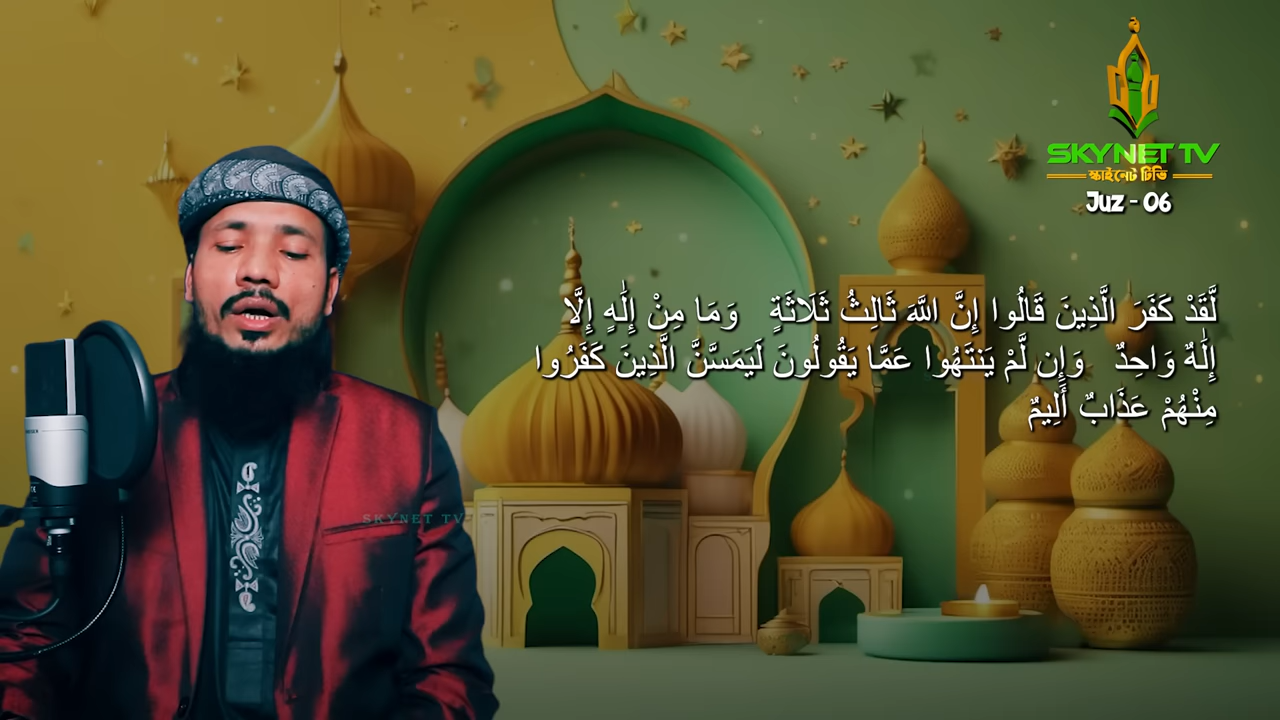 SKYNET TV
স্কাইনেট টিভি
Juz - 06
لَّقَدْ كَفَرَ الَّذِينَ قَالُوا إِنَّ اللَّهَ ثَالِثُ ثَلَاثَةٍ وَمَا مِنْ إِلَٰهٍ إِلَّا
إِلَٰهٌ وَاحِدٌ وَإِن لَّمْ يَنتَهُوا عَمَّا يَقُولُونَ لَيَمَسَّنَّ الَّذِينَ كَفَرُوا
مِنْهُمْ عَذَابٌ أَلِيمٌ
SKYNET TV